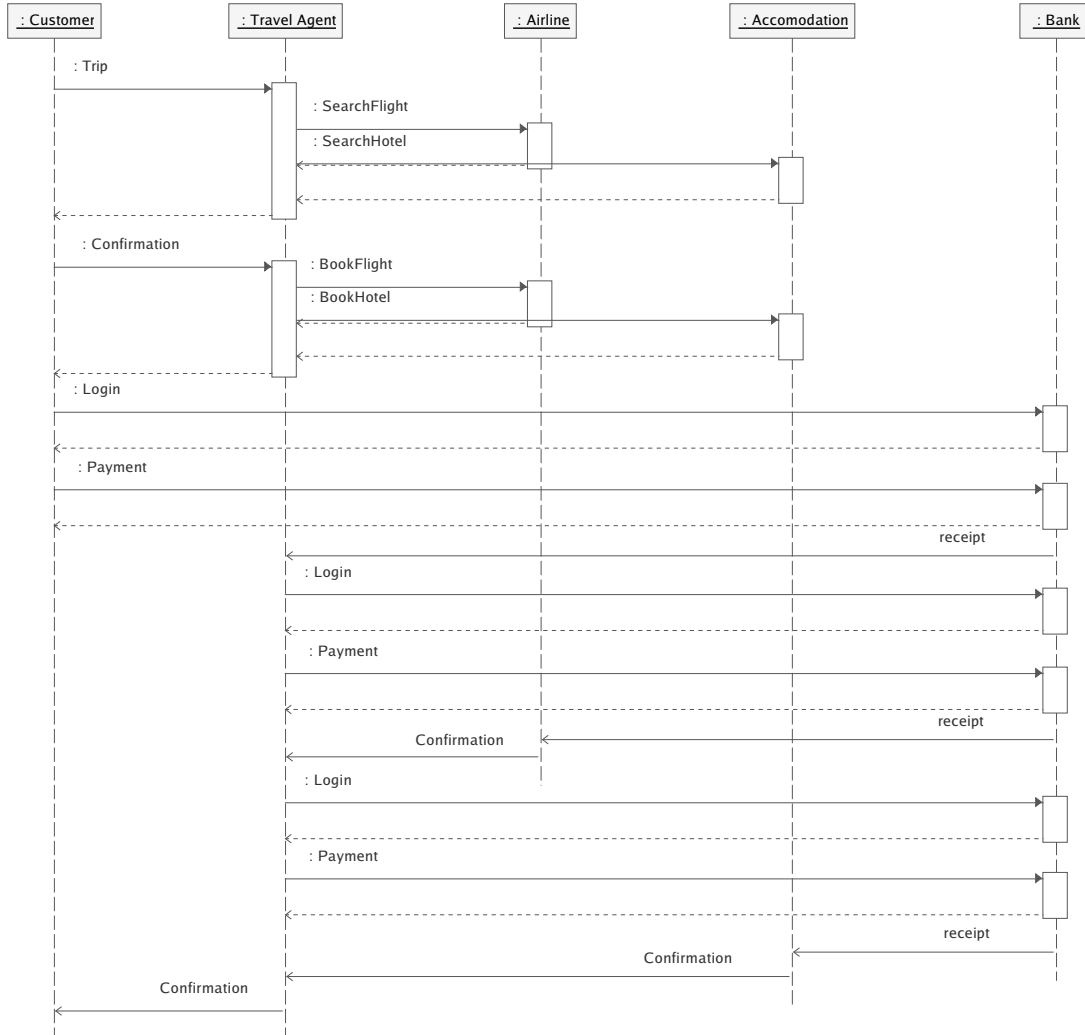 : Customer
: Travel Agent
: Airline
: Accomodation
: Bank
: Trip
: SearchFlight
: SearchHotel
: Confirmation
: BookFlight
: BookHotel
: Login
: Payment
receipt
: Login
: Payment
receipt
Confirmation
: Login
: Payment
receipt
Confirmation
Confirmation